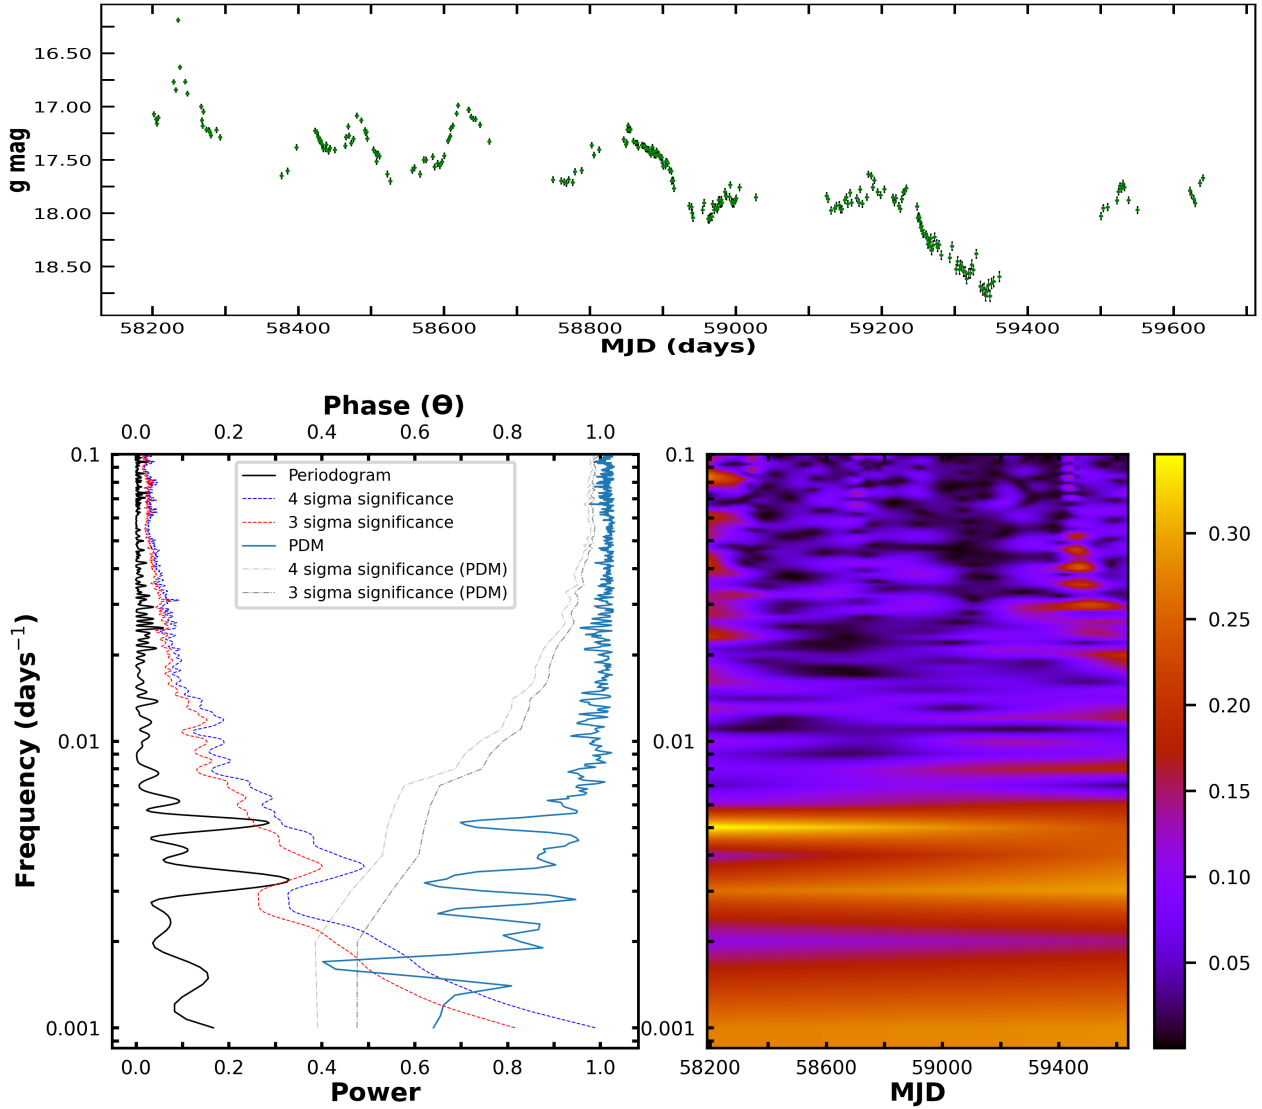 16.50
17.00
17.50
18.00
18.50
g mag
58200 58400 58600 58800 59000 59200 59400 59600
MJD (days)
Phase (Θ)
0.0 0.2 0.4 0.6 0.8 1.0
0.1
0.01
0.001
Frequency (days⁻¹)
Periodogram
4 sigma significance
3 sigma significance
PDM
4 sigma significance (PDM)
3 sigma significance (PDM)
0.0 0.2 0.4 0.6 0.8 1.0
Power
0.1
0.01
0.001
58200 58600 59000 59400
MJD
0.30
0.25
0.20
0.15
0.10
0.05